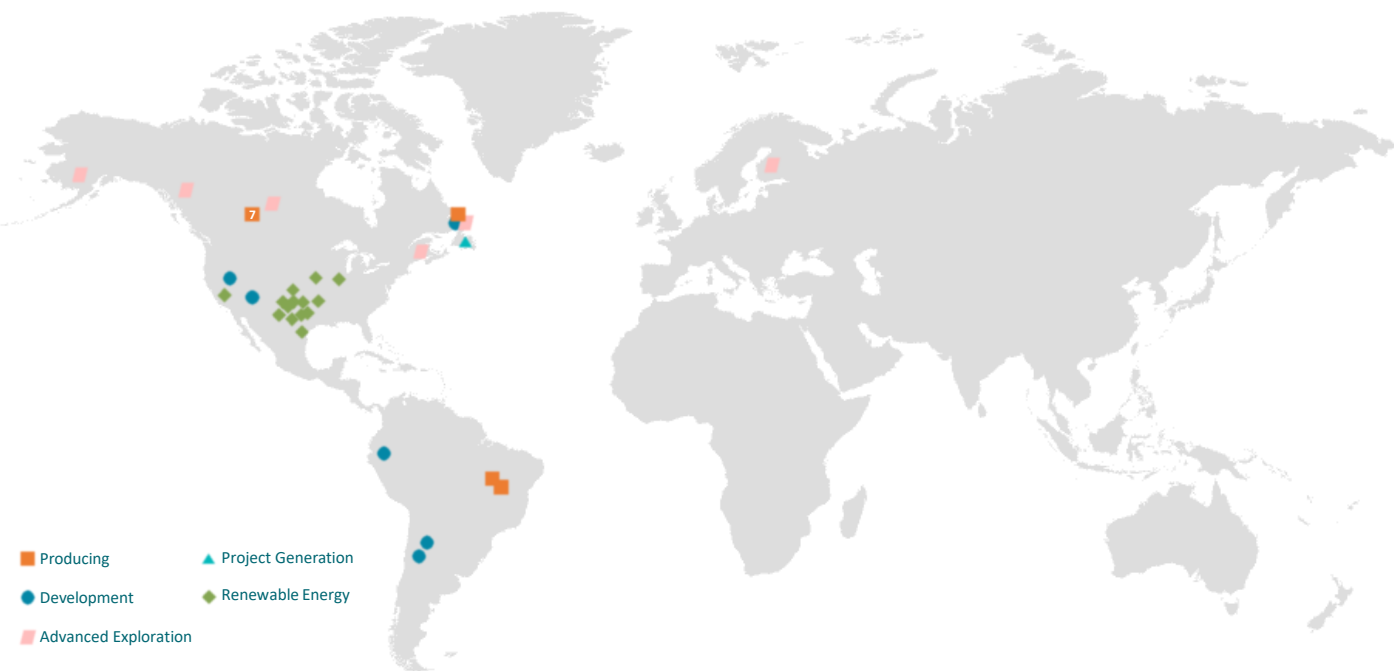 7
Producing
Project Generation
Development
Renewable Energy
Advanced Exploration